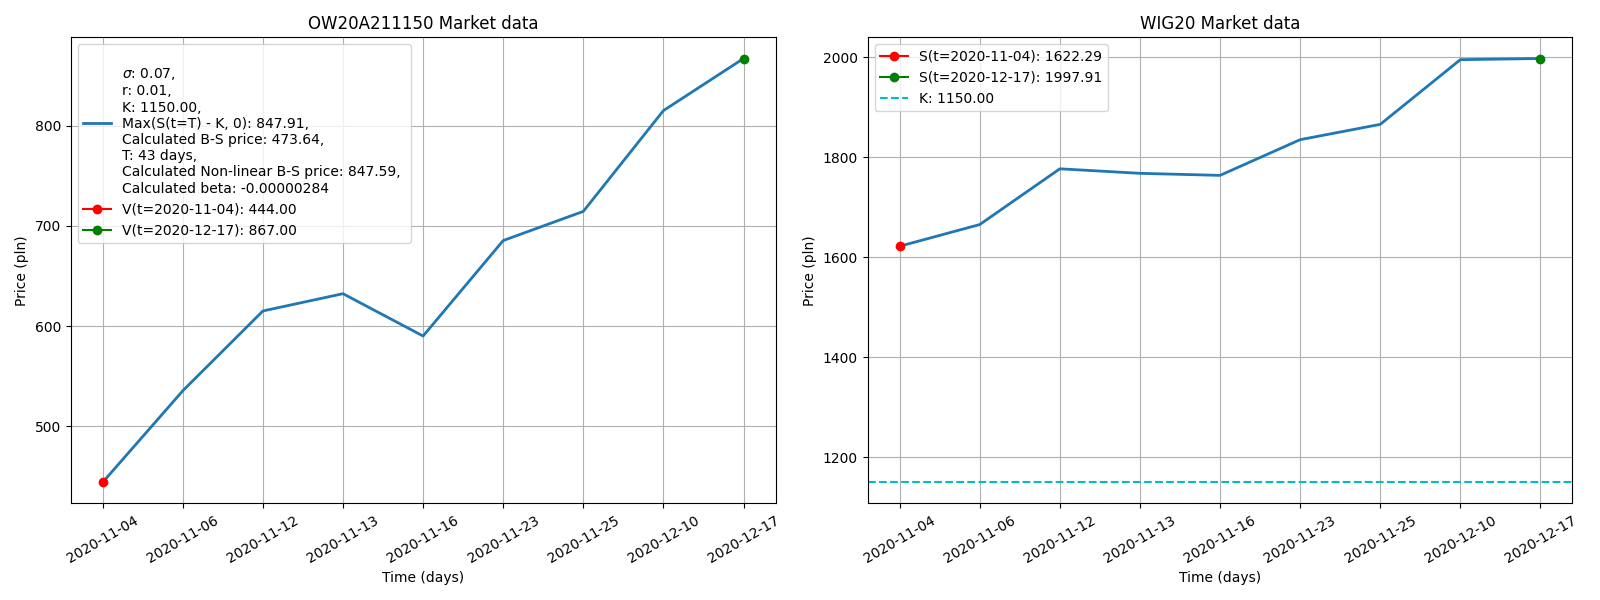 OW20A211150 Market data
σ: 0.07,
r: 0.01,
K: 1150.00,
Max(S(t=T) - K, 0): 847.91,
Calculated B-S price: 473.64,
T: 43 days,
Calculated Non-linear B-S price: 847.59,
Calculated beta: -0.00000284
V(t=2020-11-04): 444.00
V(t=2020-12-17): 867.00
Price (pln)
800
700
600
500
2020-11-04
2020-11-06
2020-11-12
2020-11-13
2020-11-16
2020-11-23
2020-11-25
2020-12-10
2020-12-17
Time (days)
WIG20 Market data
S(t=2020-11-04): 1622.29
S(t=2020-12-17): 1997.91
K: 1150.00
Price (pln)
2000
1800
1600
1400
1200
2020-11-04
2020-11-06
2020-11-12
2020-11-13
2020-11-16
2020-11-23
2020-11-25
2020-12-10
2020-12-17
Time (days)